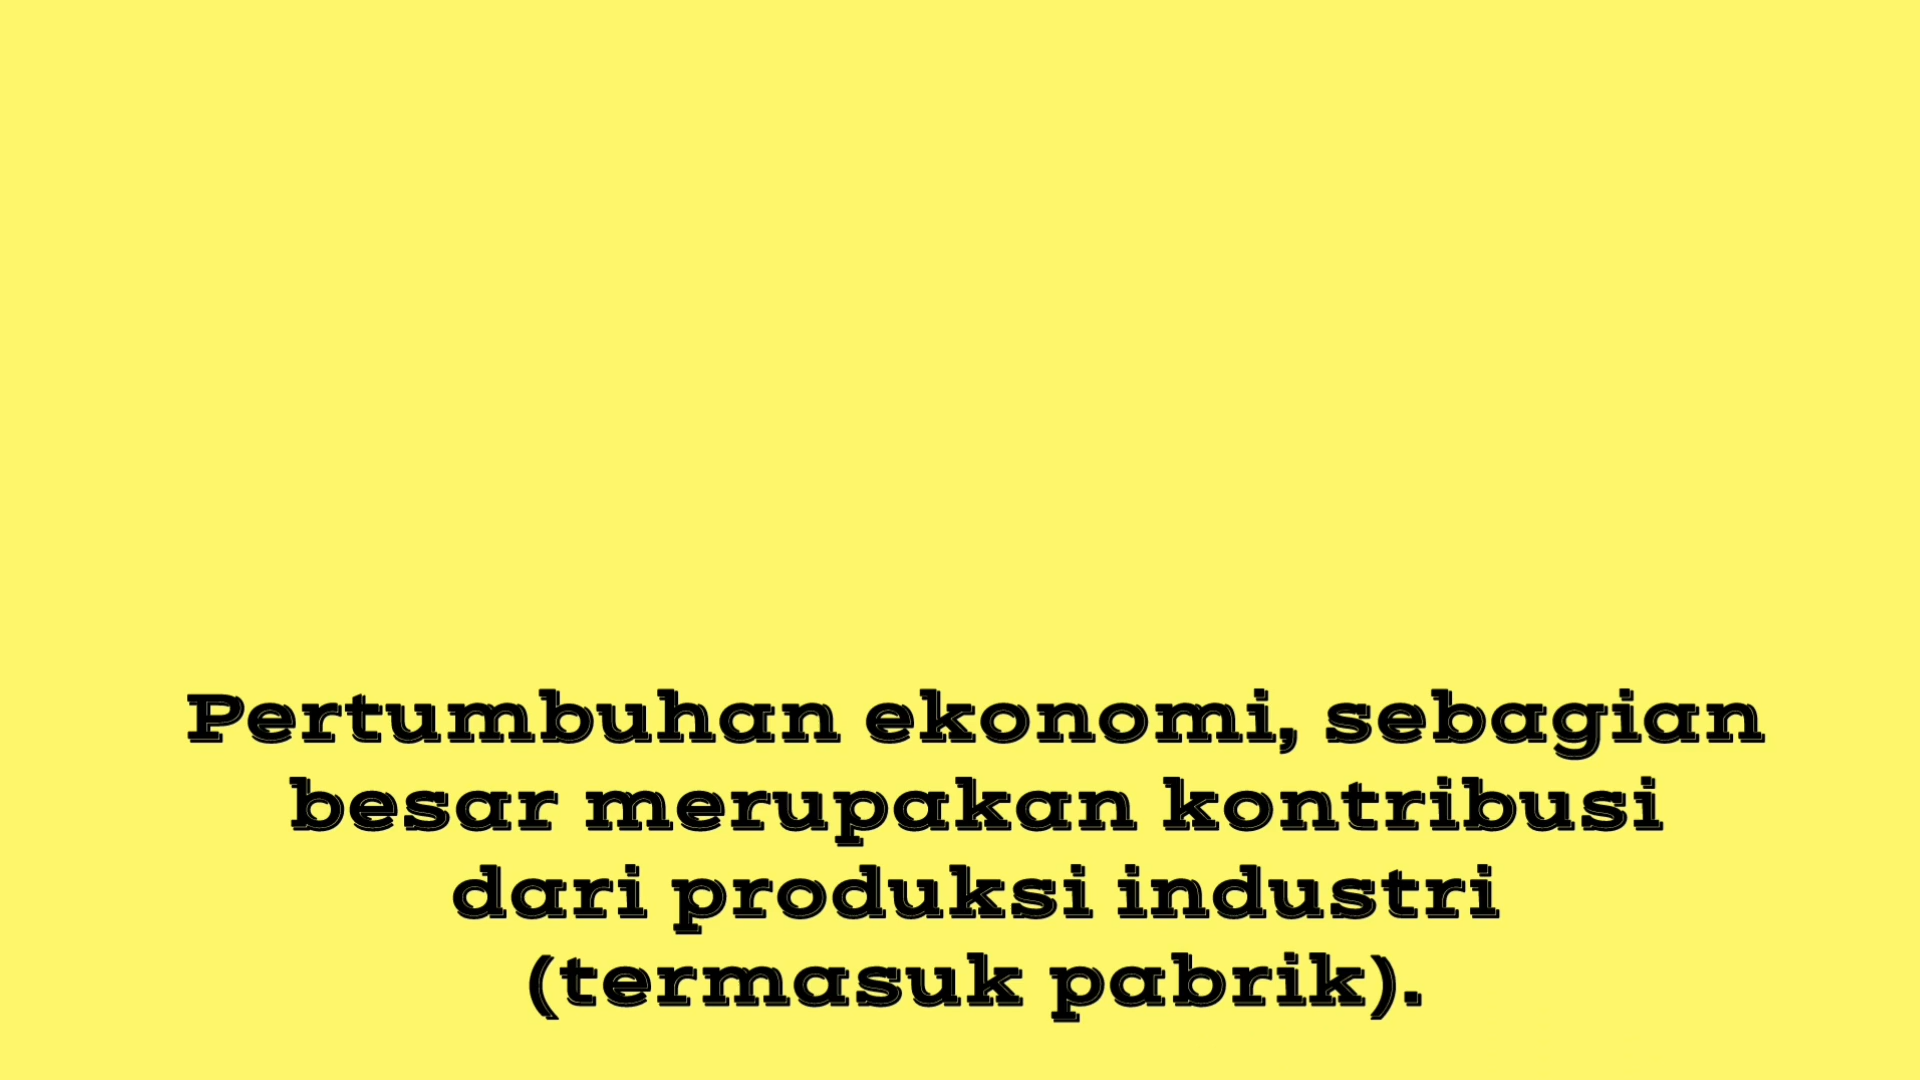 Pertumbuhan ekonomi, sebagian
besar merupakan kontribusi
dari produksi industri
(termasuk pabrik).